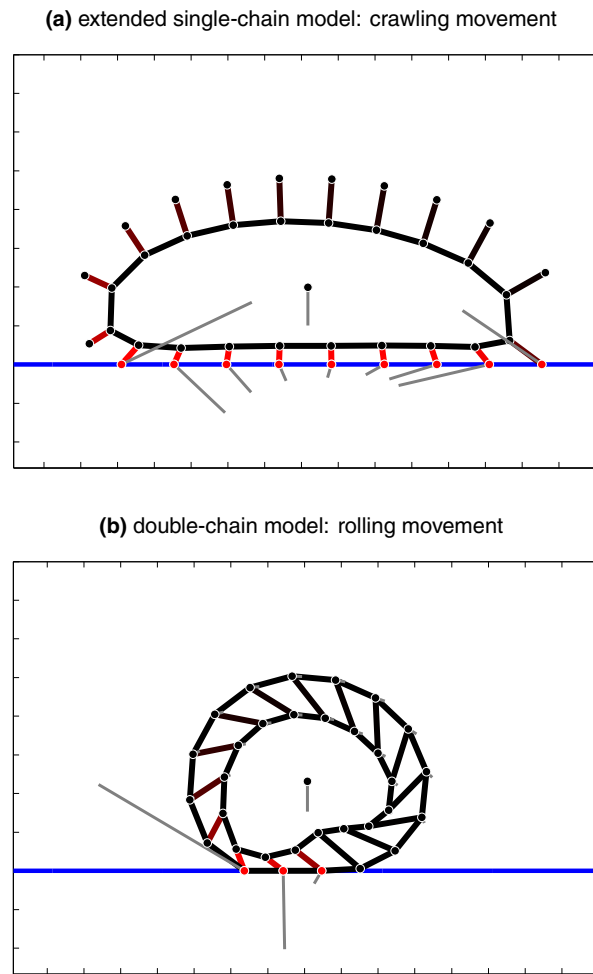 (a) extended single-chain model: crawling movement
(b) double-chain model: rolling movement